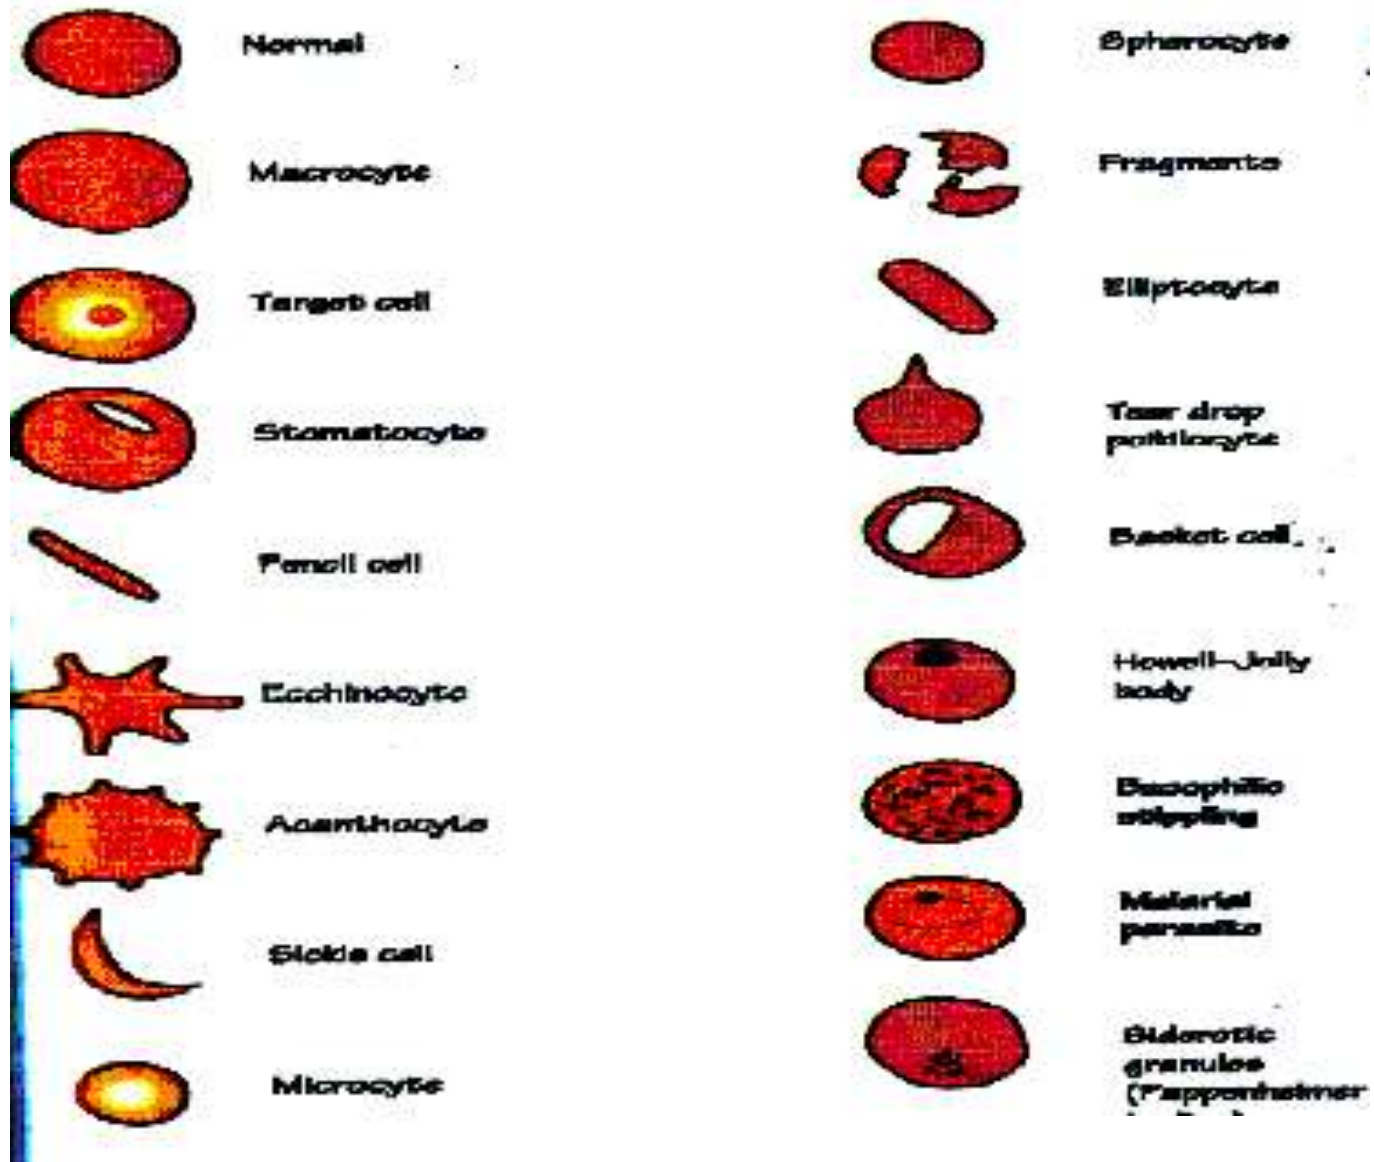 Normal
Macrocyte
Target cell
Stomatocyte
Pencil cell
Ecchinocyte
Acanthocyte
Sickle cell
Microcyte
Spherocyte
Fragments
Elliptocyte
Tear drop
poikilocyte
Basket cell
Howell-Jolly
body
Basophilic
stippling
Malarial
parasite
Siderotic
granules
(Pappenheimer